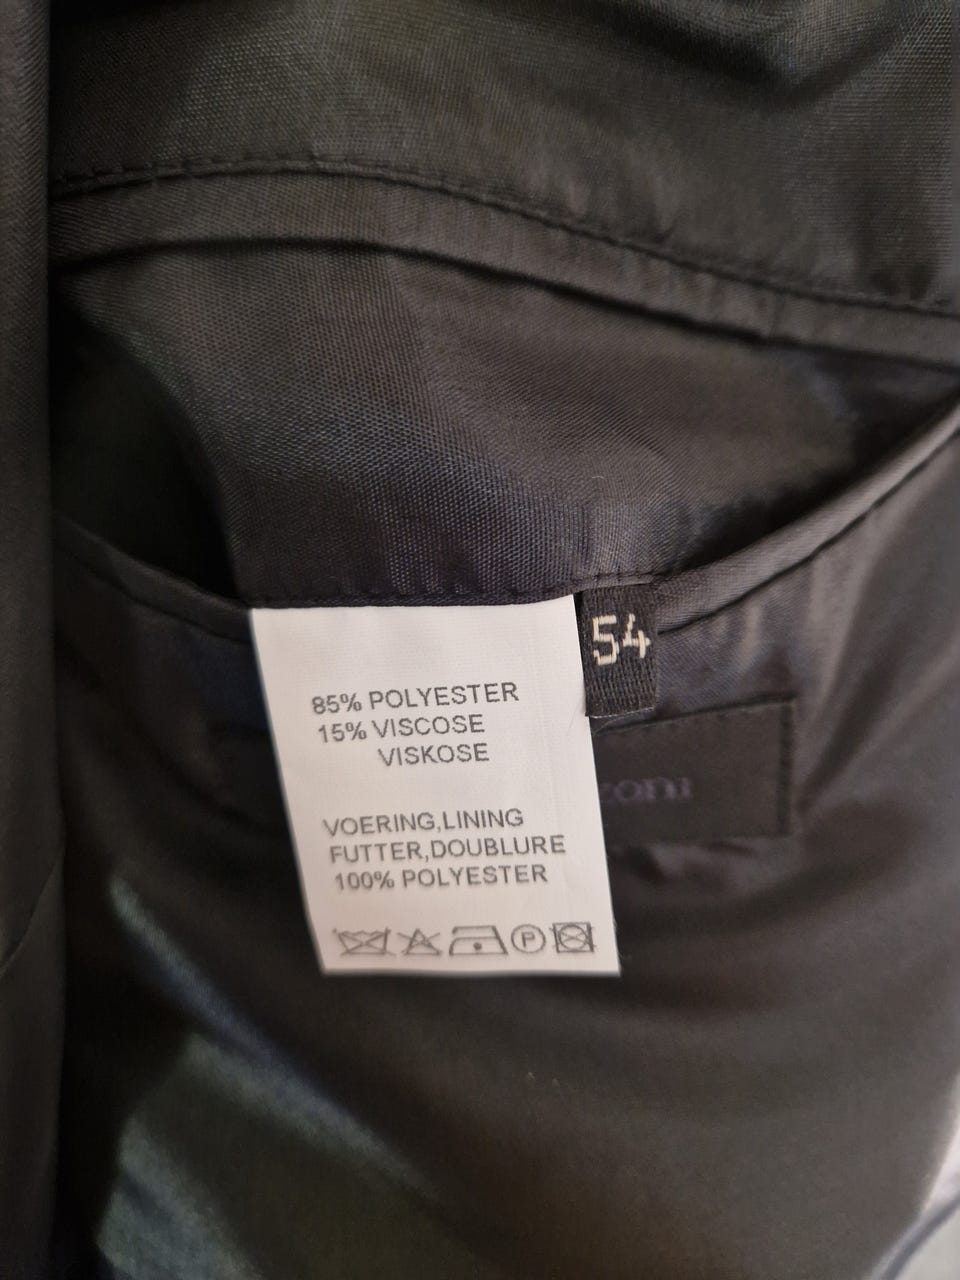 54
85% POLYESTER
15% VISCOSE
VISKOSE
VOERING,LINING
FUTTER,DOUBLURE
100% POLYESTER
P